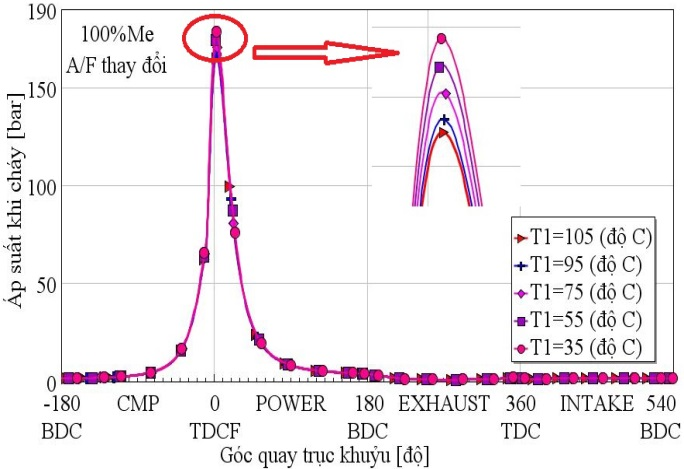 190
100%Me
A/F thay đổi
150
100
50
0
Áp suất khí cháy [bar]
T1=105 (độ C)
T1=95 (độ C)
T1=75 (độ C)
T1=55 (độ C)
T1=35 (độ C)
-180 CMP 0 POWER 180 EXHAUST 360 INTAKE 540
BDC TDCF BDC TDC BDC
Góc quay trục khuỷu [độ]